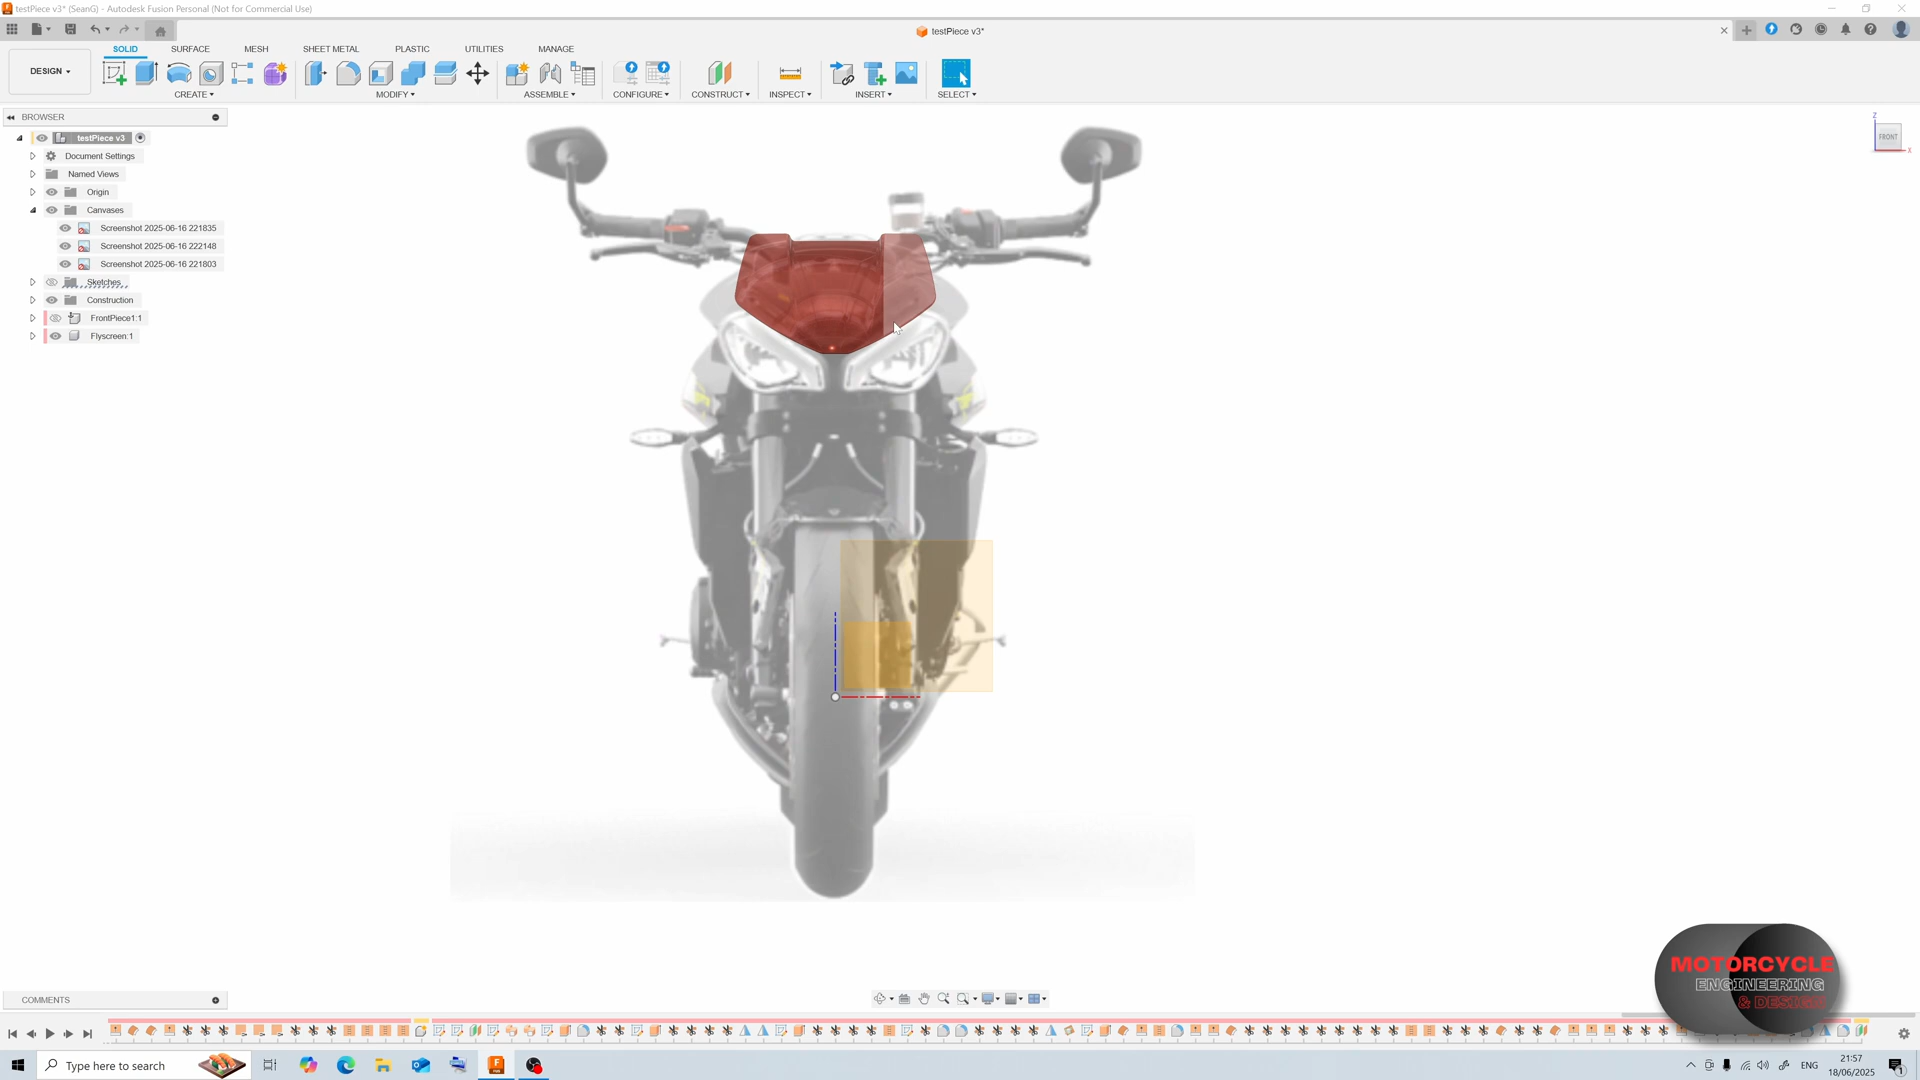 testPiece v3* (SeanG) - Autodesk Fusion Personal (Not for Commercial Use)
testPiece v3*
SOLID
SURFACE
MESH
SHEET METAL
PLASTIC
UTILITIES
MANAGE
DESIGN
CREATE
MODIFY
ASSEMBLE
CONFIGURE
CONSTRUCT
INSPECT
INSERT
SELECT
BROWSER
testPiece v3
Document Settings
Named Views
Origin
Canvases
Screenshot 2025-06-16 221835
Screenshot 2025-06-16 222148
Screenshot 2025-06-16 221803
Sketches
Construction
FrontPiece1:1
Flyscreen:1
Z
FRONT
X
MOTORCYCLE
ENGINEERING
& DESIGN
COMMENTS
Type here to search
ENG
21:57
18/06/2025